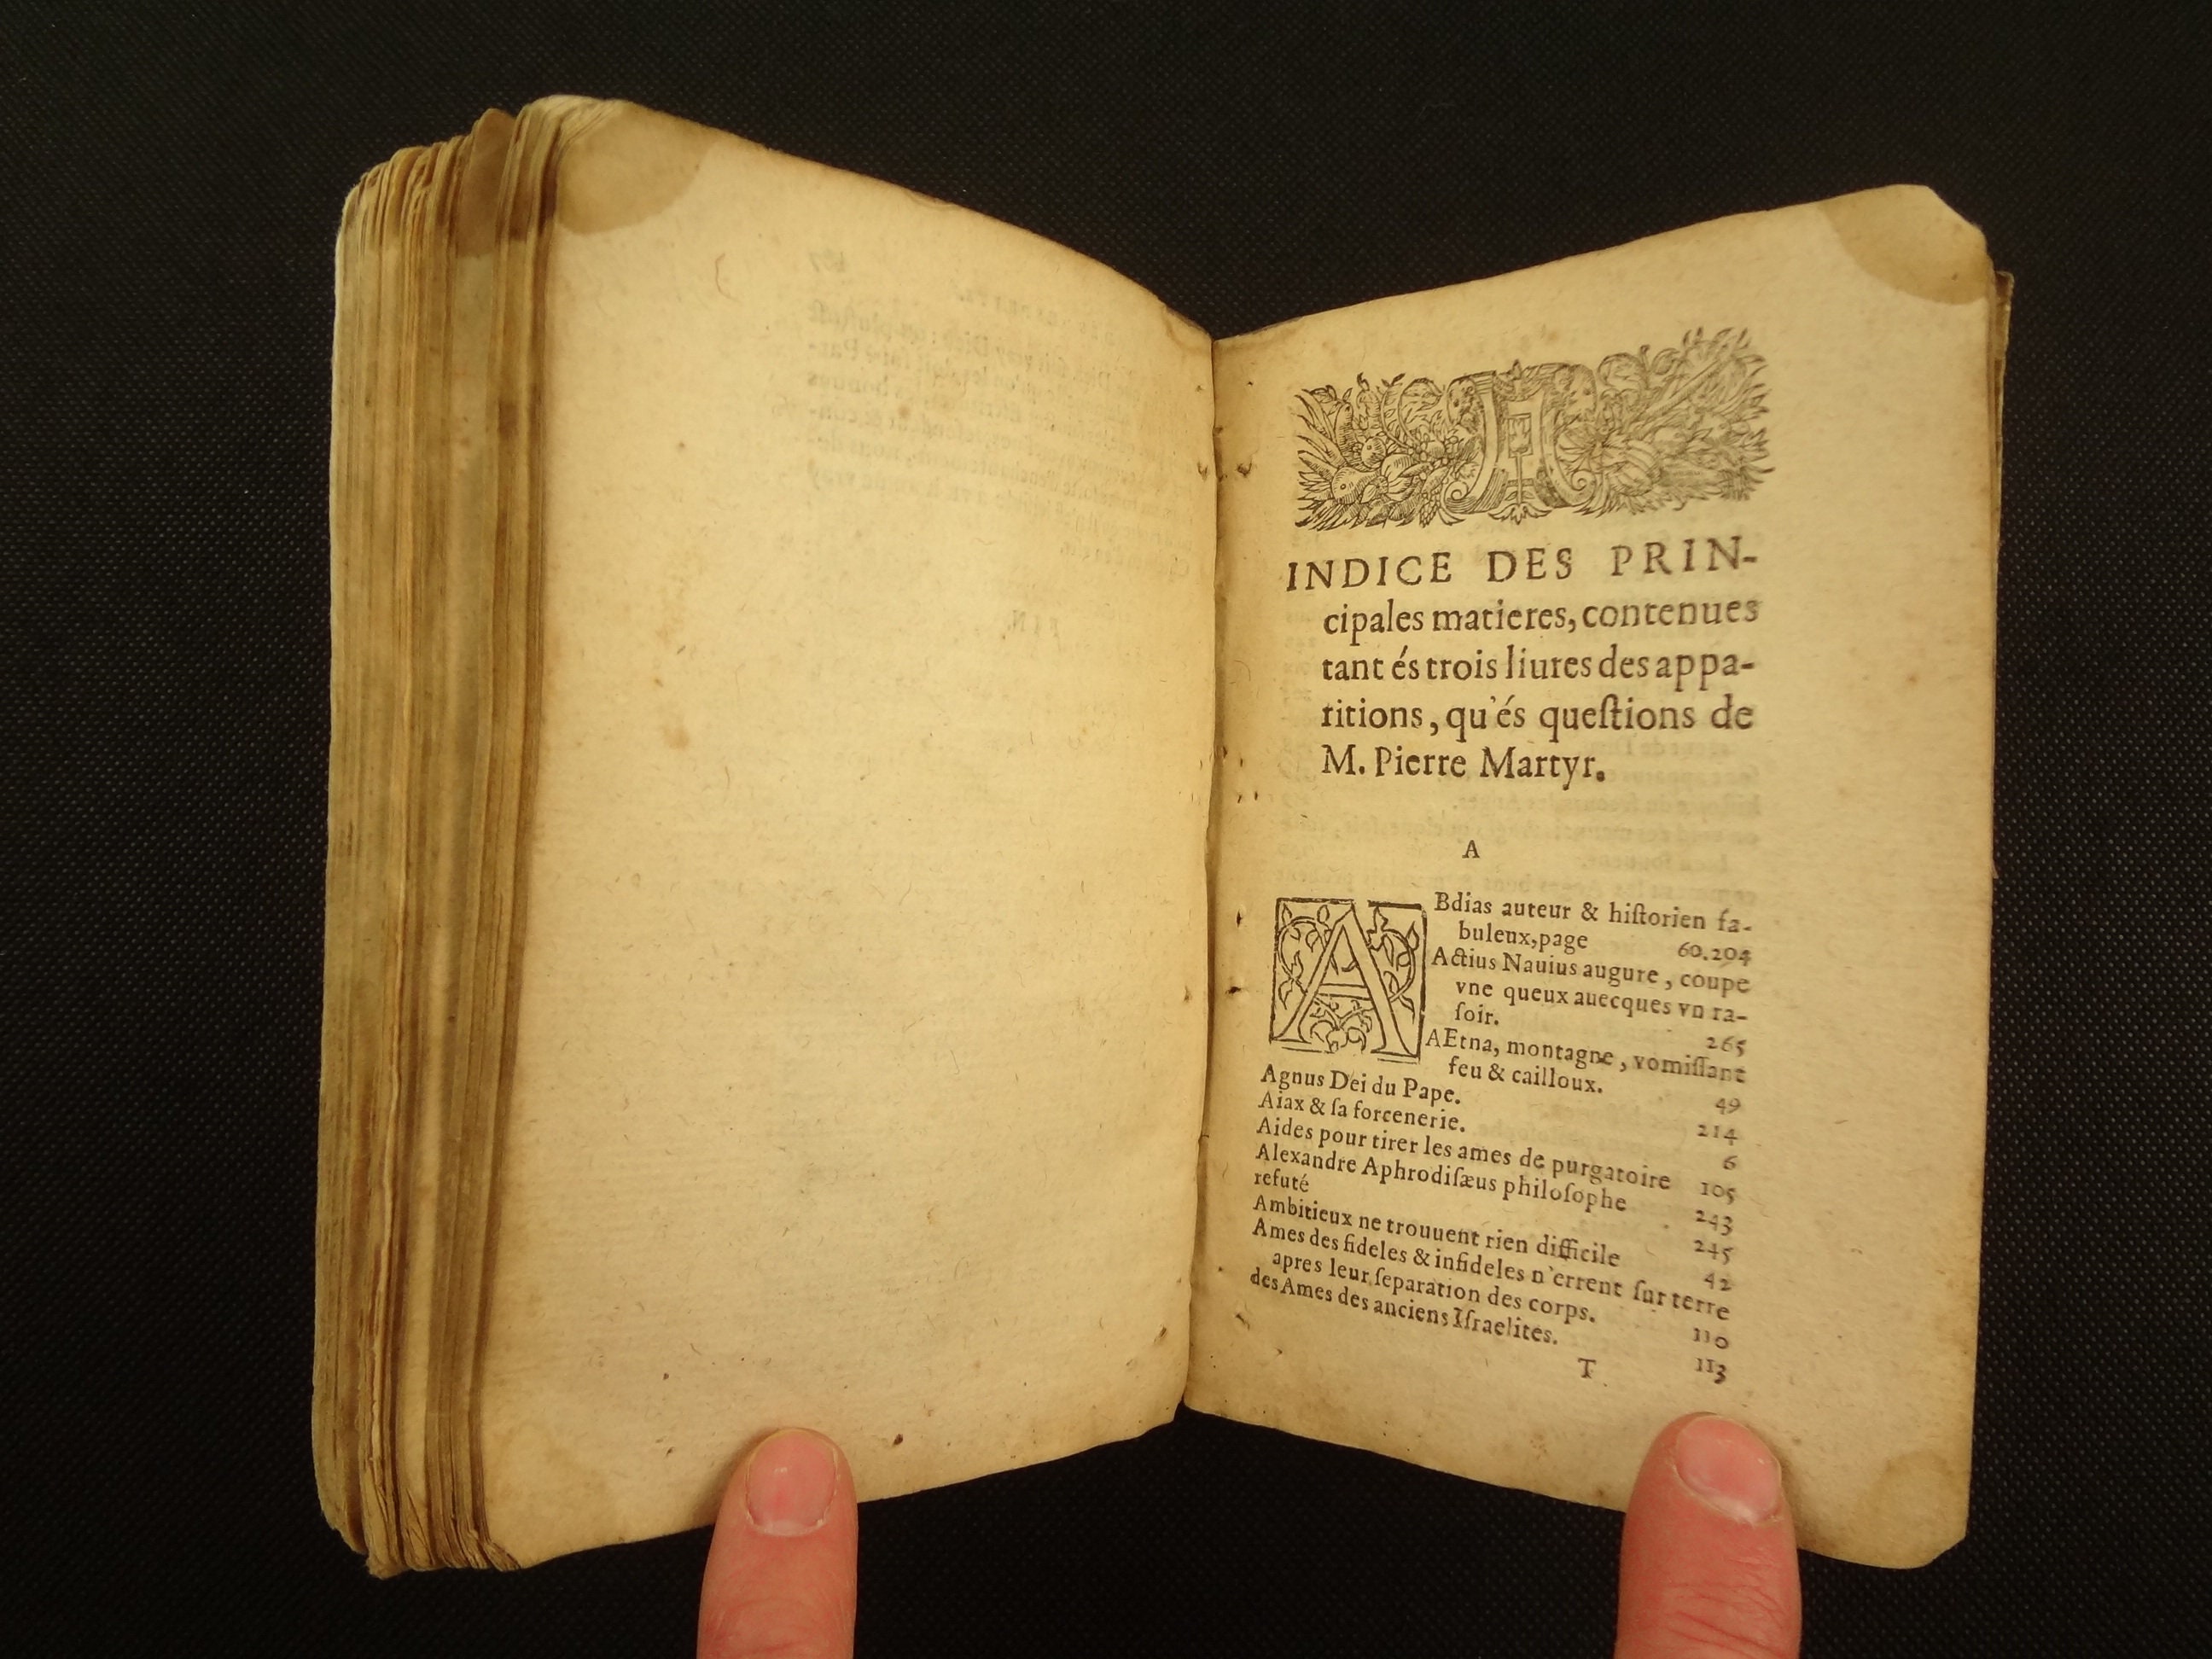 INDICE DES PRIN-
cipales matieres, contenues
tant és trois liures des appa-
ritions, qu'és queſtions de
M. Pierre Martyr.
A
ABdias auteur & hiſtorien fa-
buleux, page 60.204
Actius Nauius augure, coupe
vne queux auecques vn ra-
ſoir. 265
AEtna, montagne, vomiſſant
feu & cailloux. 49
Agnus Dei du Pape. 214
Aiax & ſa forcenerie. 6
Aides pour tirer les ames de purgatoire 105
Alexandre Aphrodiſæus philoſophe 243
refuté 245
Ambitieux ne trouuent rien difficile 42
Ames des fideles & infideles n'errent ſur terre
apres leur ſeparation des corps. 110
des Ames des anciens Iſraelites. 113
T